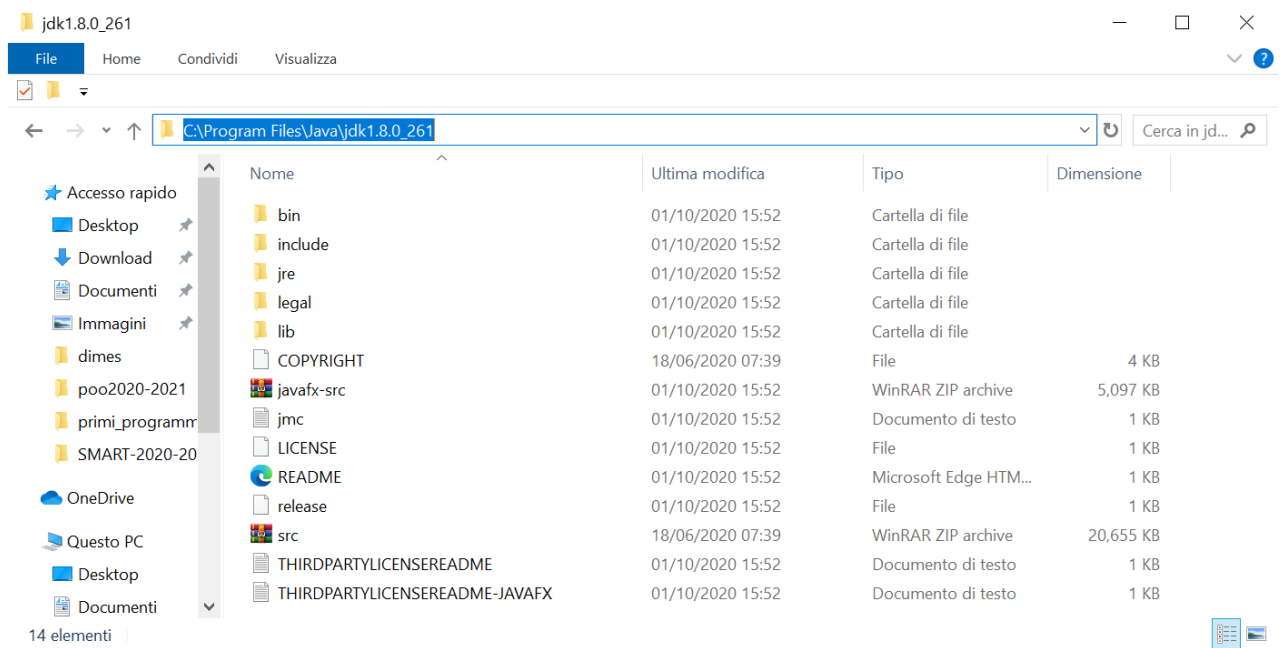 jdk1.8.0_261
File Home Condividi Visualizza
?
C:\Program Files\Java\jdk1.8.0_261 Cerca in jd...
Nome Ultima modifica Tipo Dimensione
Accesso rapido
Desktop
Download
Documenti
Immagini
dimes
poo2020-2021
primi_programm
SMART-2020-20
OneDrive
Questo PC
Desktop
Documenti
bin 01/10/2020 15:52 Cartella di file
include 01/10/2020 15:52 Cartella di file
jre 01/10/2020 15:52 Cartella di file
legal 01/10/2020 15:52 Cartella di file
lib 01/10/2020 15:52 Cartella di file
COPYRIGHT 18/06/2020 07:39 File 4 KB
javafx-src 01/10/2020 15:52 WinRAR ZIP archive 5,097 KB
jmc 01/10/2020 15:52 Documento di testo 1 KB
LICENSE 01/10/2020 15:52 File 1 KB
README 01/10/2020 15:52 Microsoft Edge HTM... 1 KB
release 01/10/2020 15:52 File 1 KB
src 18/06/2020 07:39 WinRAR ZIP archive 20,655 KB
THIRDPARTYLICENSEREADME 01/10/2020 15:52 Documento di testo 1 KB
THIRDPARTYLICENSEREADME-JAVAFX 01/10/2020 15:52 Documento di testo 1 KB
14 elementi